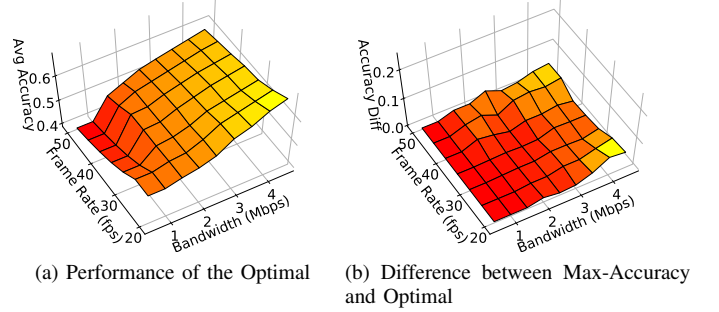 Avg Accuracy
0.6
0.5
0.4
50
40
30
20
Frame Rate (fps)
1
2
3
4
Bandwidth (Mbps)
Accuracy Diff
0.2
0.1
0.0
50
40
30
20
Frame Rate (fps)
1
2
3
4
Bandwidth (Mbps)
(a) Performance of the Optimal
(b) Difference between Max-Accuracy
and Optimal